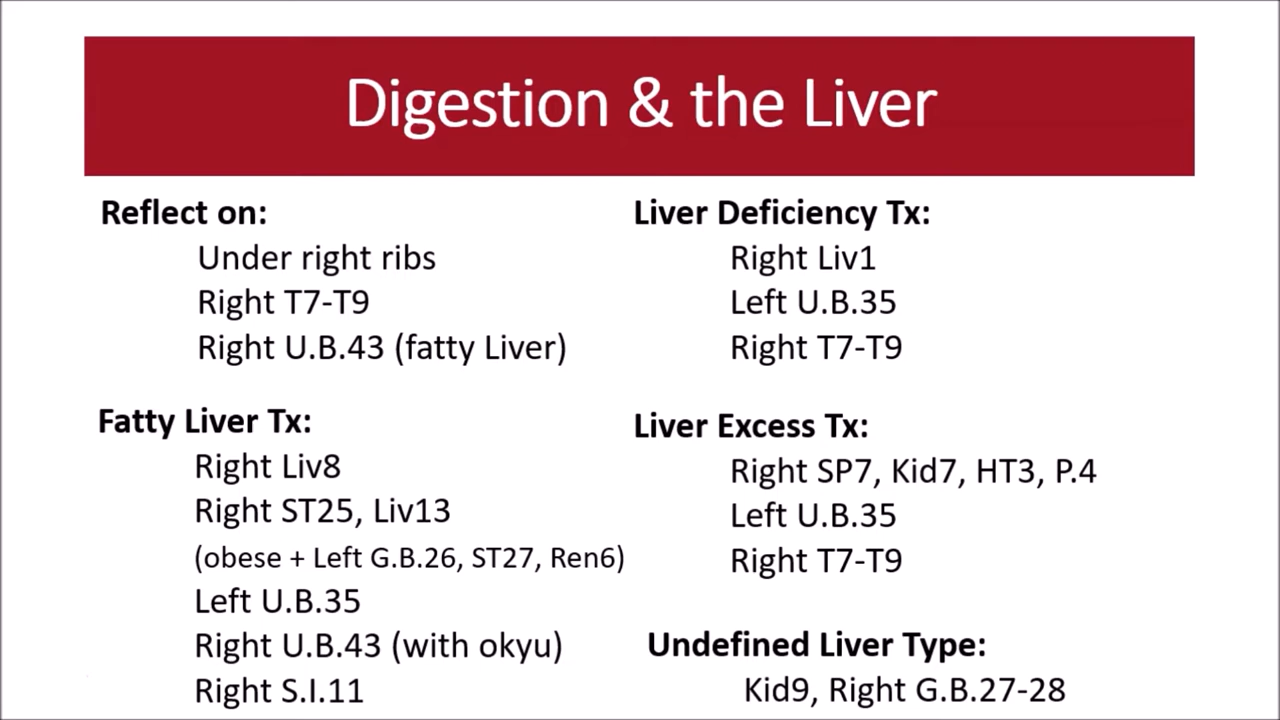 Digestion & the Liver
Reflect on:
Under right ribs
Right T7-T9
Right U.B.43 (fatty Liver)
Fatty Liver Tx:
Right Liv8
Right ST25, Liv13
(obese + Left G.B.26, ST27, Ren6)
Left U.B.35
Right U.B.43 (with okyu)
Right S.I.11
Liver Deficiency Tx:
Right Liv1
Left U.B.35
Right T7-T9
Liver Excess Tx:
Right SP7, Kid7, HT3, P.4
Left U.B.35
Right T7-T9
Undefined Liver Type:
Kid9, Right G.B.27-28